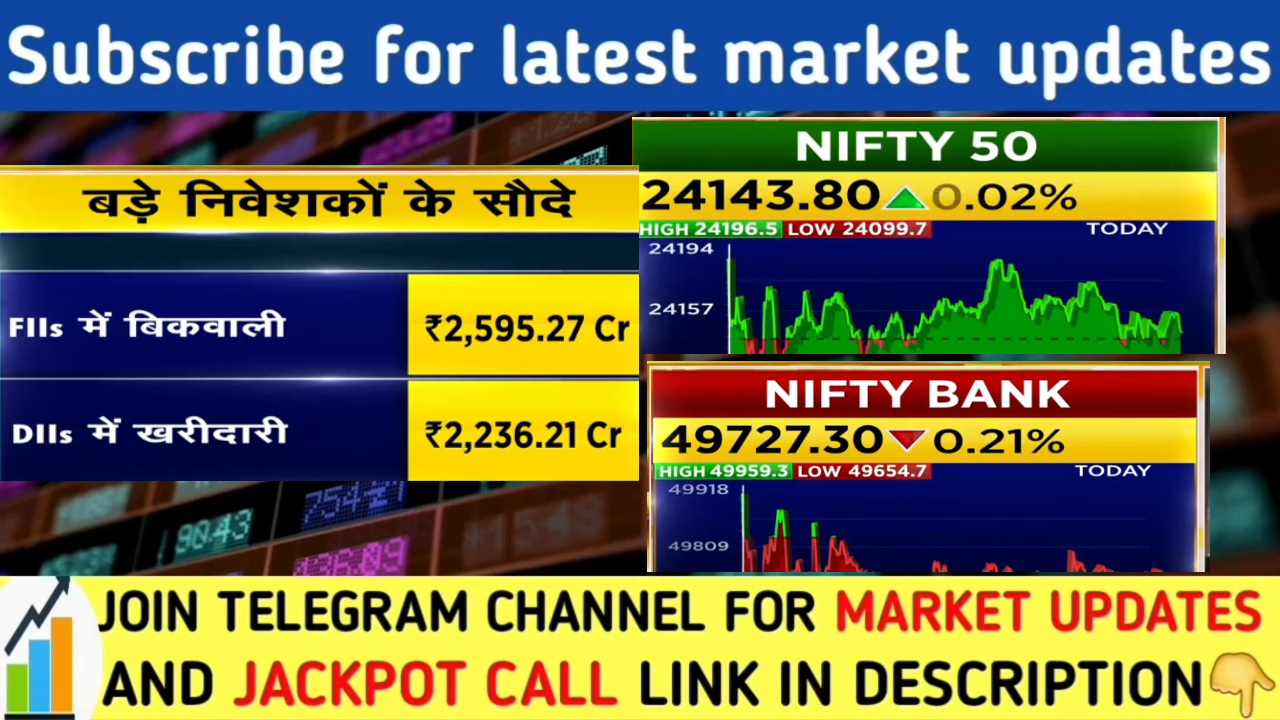 Subscribe for latest market updates
बड़े निवेशकों के सौदे
FIIs में बिकवाली ₹2,595.27 Cr
DIIs में खरीदारी ₹2,236.21 Cr
NIFTY 50
24143.80 0.02%
HIGH 24196.5 LOW 24099.7 TODAY
24194
24157
NIFTY BANK
49727.30 0.21%
HIGH 49959.3 LOW 49654.7 TODAY
49918
49809
90.43
JOIN TELEGRAM CHANNEL FOR MARKET UPDATES
AND JACKPOT CALL LINK IN DESCRIPTION